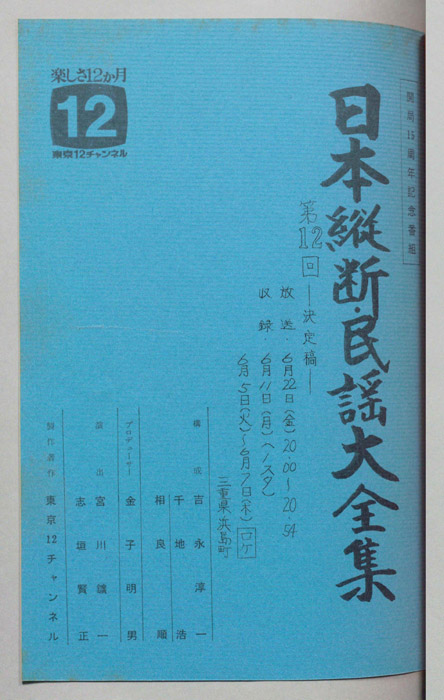 開局15周年記念番組
日本縦断・民謡大全集
第12回
―決定稿―
放送 6月22日(金)20:00〜20:54
収録 6月11日(月)(Nスタ)
6月5日(火)〜6月7日(木)ロケ
三重県浜島町
構成 吉永淳一
千地浩
相良順
プロデューサー 金子明男
演出 宮川鑛一
志垣賢正
製作著作 東京12チャンネル
楽しさ12か月
12
東京12チャンネル